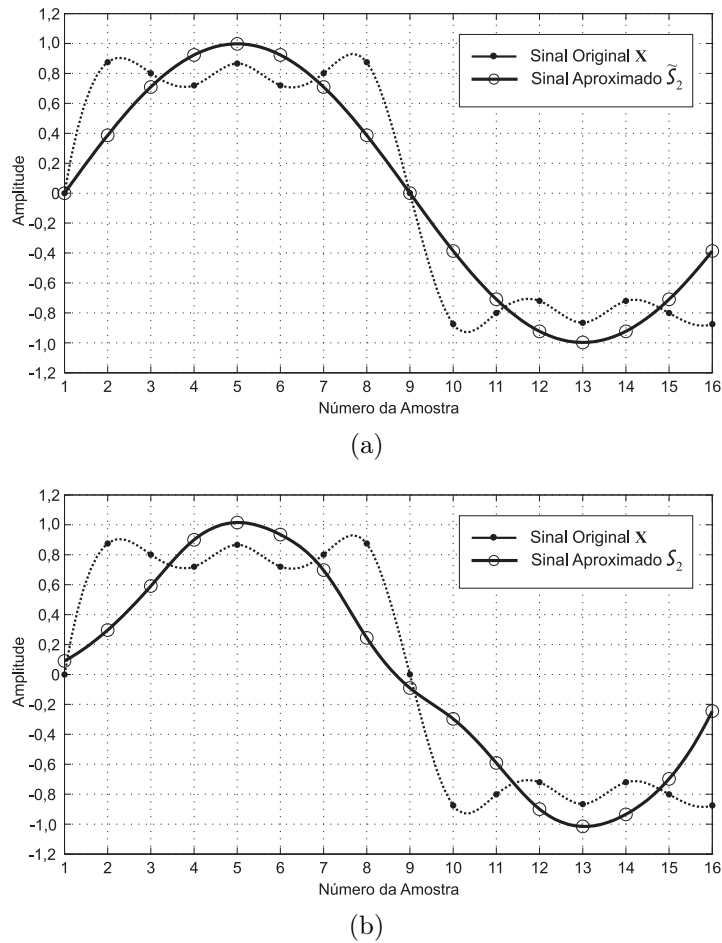 1,2
1,0
0,8
0,6
0,4
0,2
0
-0,2
-0,4
-0,6
-0,8
-1,0
-1,2
Amplitude
Sinal Original X
Sinal Aproximado S̃₂
1 2 3 4 5 6 7 8 9 10 11 12 13 14 15 16
Número da Amostra
(a)
1,2
1,0
0,8
0,6
0,4
0,2
0
-0,2
-0,4
-0,6
-0,8
-1,0
-1,2
Amplitude
Sinal Original X
Sinal Aproximado S₂
1 2 3 4 5 6 7 8 9 10 11 12 13 14 15 16
Número da Amostra
(b)